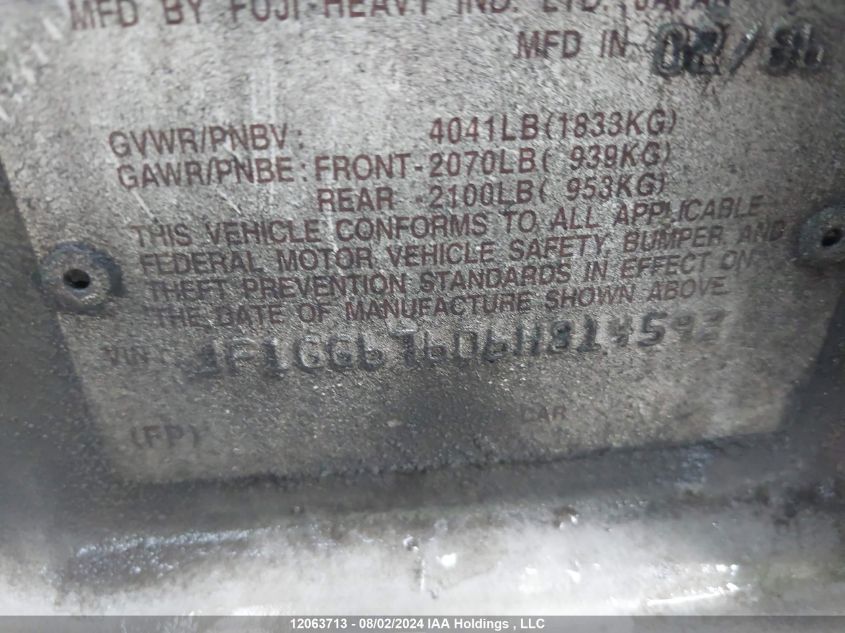 MFD BY FUJI HEAVY IND. LTD., JAPAN
MFD IN 02/86
GVWR/PNBV: 4041LB(1833KG)
GAWR/PNBE: FRONT-2070LB( 939KG)
REAR -2100LB( 953KG)
THIS VEHICLE CONFORMS TO ALL APPLICABLE
FEDERAL MOTOR VEHICLE SAFETY, BUMPER, AND
THEFT PREVENTION STANDARDS IN EFFECT ON
THE DATE OF MANUFACTURE SHOWN ABOVE.
VIN:
(FP) CAR
12063713 - 08/02/2024 IAA Holdings , LLC